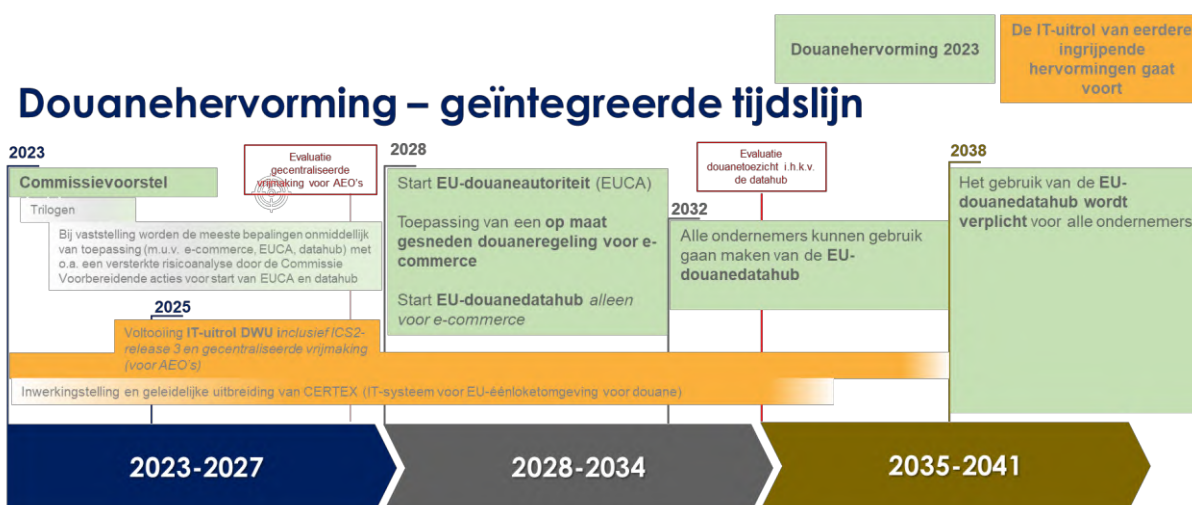 Douanehervorming 2023
De IT-uitrol van eerdere
ingrijpende
hervormingen gaat
voort
Douanehervorming – geïntegreerde tijdslijn
2023
Commissievoorstel
Trilogen
Bij vaststelling worden de meeste bepalingen onmiddellijk
van toepassing (m.u.v. e-commerce, EUCA, datahub) met
o.a. een versterkte risicoanalyse door de Commissie
Voorbereidende acties voor start van EUCA en datahub
Evaluatie
gecentraliseerde
vrijmaking voor AEO's
2025
Voltooiing IT-uitrol DWU inclusief ICS2-
release 3 en gecentraliseerde vrijmaking
(voor AEO's)
Inwerkingstelling en geleidelijke uitbreiding van CERTEX (IT-systeem voor EU-éénloketomgeving voor douane)
2028
Start EU-douaneautoriteit (EUCA)
Toepassing van een op maat
gesneden douaneregeling voor e-
commerce
Start EU-douanedatahub alleen
voor e-commerce
2032
Alle ondernemers kunnen gebruik
gaan maken van de EU-
douanedatahub
Evaluatie
douanetoezicht i.h.k.v.
de datahub
2038
Het gebruik van de EU-
douanedatahub wordt
verplicht voor alle ondernemers
2023-2027
2028-2034
2035-2041